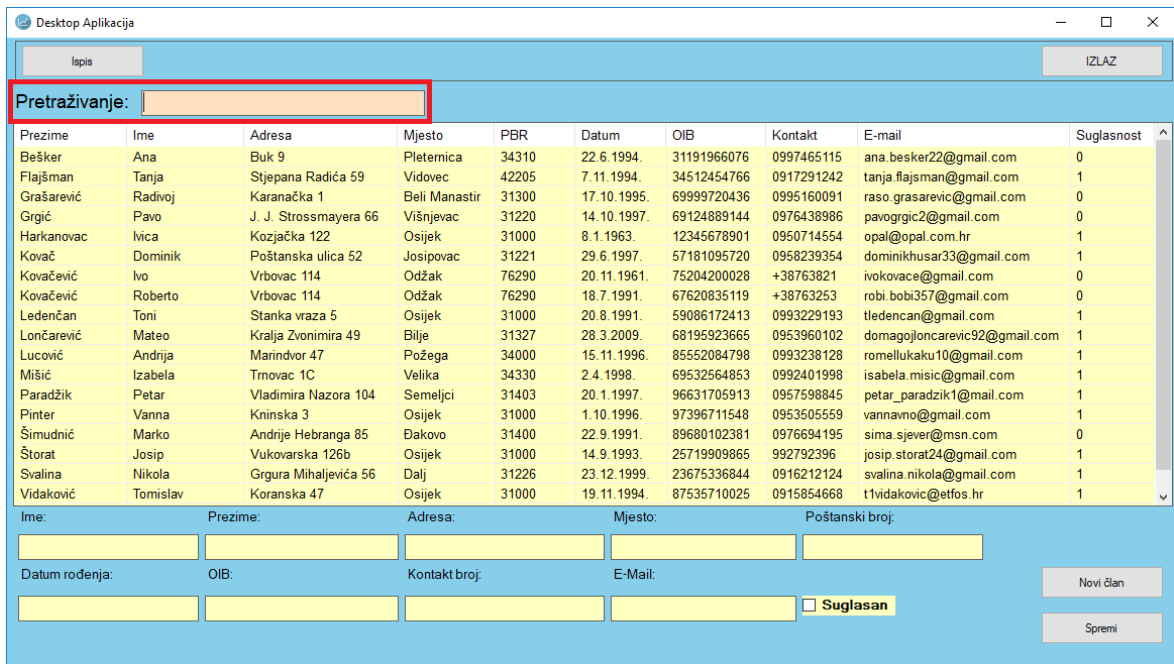 Desktop Aplikacija
Ispis IZLAZ
Pretraživanje:
Prezime Ime Adresa Mjesto PBR Datum OIB Kontakt E-mail Suglasnost
Bešker Ana Buk 9 Pleternica 34310 22.6.1994. 31191966076 0997465115 ana.besker22@gmail.com 0
Flajšman Tanja Stjepana Radića 59 Vidovec 42205 7.11.1994. 34512454766 0917291242 tanja.flajsman@gmail.com 1
Grašarević Radivoj Karanačka 1 Beli Manastir 31300 17.10.1995. 69999720436 0995160091 raso.grasarevic@gmail.com 0
Grgić Pavo J. J. Strossmayera 66 Višnjevac 31220 14.10.1997. 69124889144 0976438986 pavogrgic2@gmail.com 0
Harkanovac Ivica Kozjačka 122 Osijek 31000 8.1.1963. 12345678901 0950714554 opal@opal.com.hr 1
Kovač Dominik Poštanska ulica 52 Josipovac 31221 29.6.1997. 57181095720 0958239354 dominikhusar33@gmail.com 1
Kovačević Ivo Vrbovac 114 Odžak 76290 20.11.1961. 75204200028 +38763821 ivokovace@gmail.com 0
Kovačević Roberto Vrbovac 114 Odžak 76290 18.7.1991. 67620835119 +38763253 robi.bobi357@gmail.com 0
Ledenčan Toni Stanka vraza 5 Osijek 31000 20.8.1991. 59086172413 0993229193 tledencan@gmail.com 1
Lončarević Mateo Kralja Zvonimira 49 Bilje 31327 28.3.2009. 68195923665 0953960102 domagojloncarevic92@gmail.com 1
Lucović Andrija Marindvor 47 Požega 34000 15.11.1996. 85552084798 0993238128 romellukaku10@gmail.com 1
Mišić Izabela Trnovac 1C Velika 34330 2.4.1998. 69532564853 0992401998 isabela.misic@gmail.com 1
Paradžik Petar Vladimira Nazora 104 Semeljci 31403 20.1.1997. 96631705913 0957598845 petar_paradzik1@mail.com 1
Pinter Vanna Kninska 3 Osijek 31000 1.10.1996. 97396711548 0953505559 vannavno@gmail.com 1
Šimudnić Marko Andrije Hebranga 85 Đakovo 31400 22.9.1991. 89680102381 0976694195 sima.sjever@msn.com 0
Štorat Josip Vukovarska 126b Osijek 31000 14.9.1993. 25719909865 992792396 josip.storat24@gmail.com 1
Svalina Nikola Grgura Mihaljevića 56 Dalj 31226 23.12.1999. 23675336844 0916212124 svalina.nikola@gmail.com 1
Vidaković Tomislav Koranska 47 Osijek 31000 19.11.1994. 87535710025 0915854668 t1vidakovic@etfos.hr 1
Ime: Prezime: Adresa: Mjesto: Poštanski broj:
Datum rođenja: OIB: Kontakt broj: E-Mail:
Novi član
Suglasan
Spremi